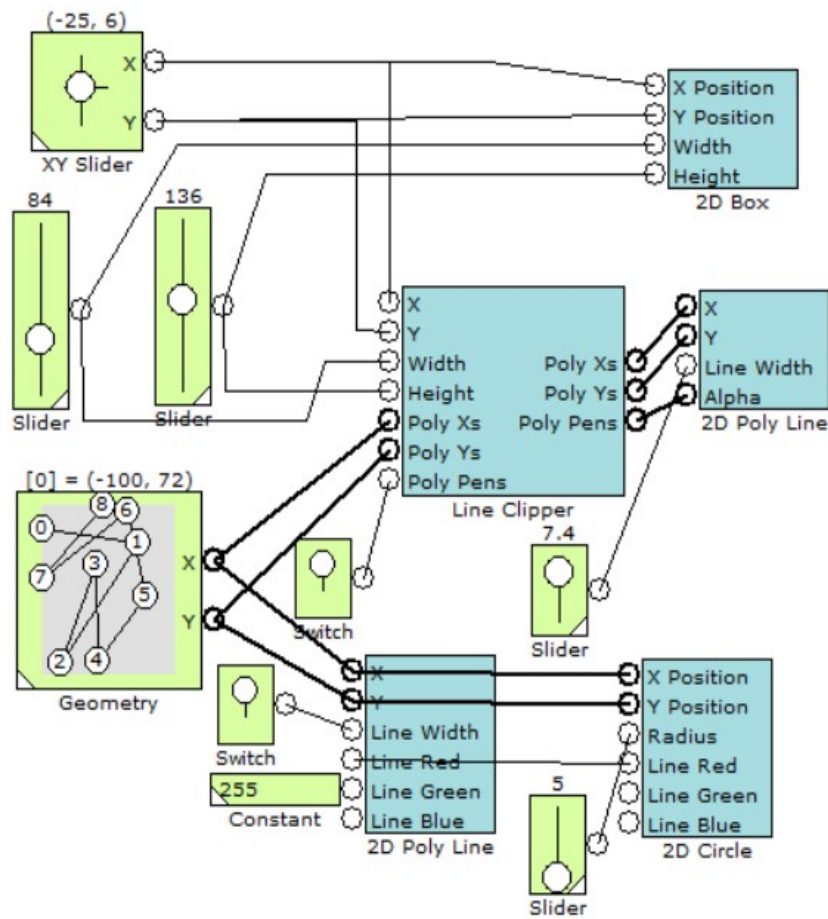 (-25, 6)
X
Y
XY Slider
X Position
Y Position
Width
Height
2D Box
84
Slider
136
Slider
X
Y
Width
Height
Poly Xs
Poly Ys
Poly Pens
Poly Xs
Poly Ys
Poly Pens
Line Clipper
X
Y
Line Width
Alpha
2D Poly Line
[0] = (-100, 72)
0
8
6
1
3
7
5
2
4
X
Y
Geometry
Switch
7.4
Slider
Switch
255
Constant
X
Y
Line Width
Line Red
Line Green
Line Blue
2D Poly Line
5
Slider
X Position
Y Position
Radius
Line Red
Line Green
Line Blue
2D Circle